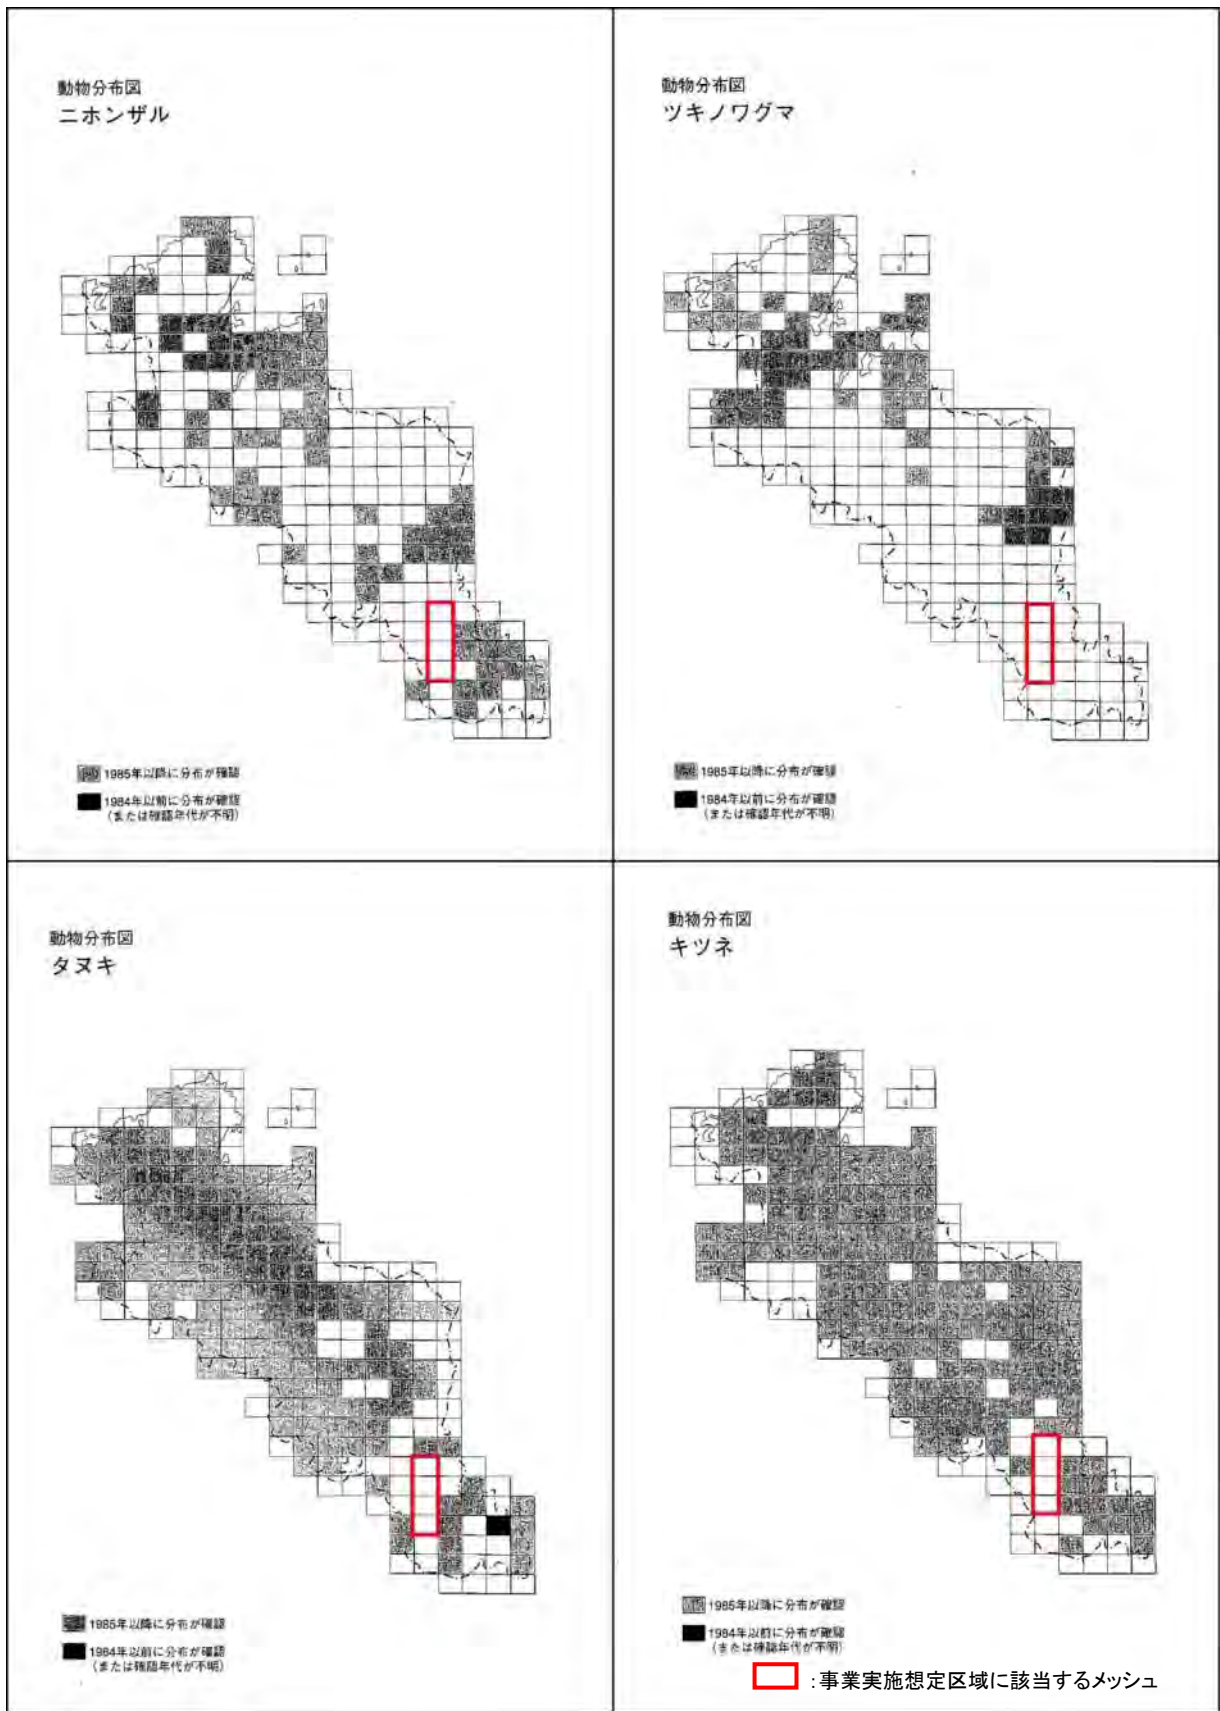 動物分布図
ニホンザル
1985年以降に分布が確認
1984年以前に分布が確認
(または確認年代が不明)
動物分布図
ツキノワグマ
1985年以降に分布が確認
1984年以前に分布が確認
(または確認年代が不明)
動物分布図
タヌキ
1985年以降に分布が確認
1984年以前に分布が確認
(または確認年代が不明)
動物分布図
キツネ
1985年以降に分布が確認
1984年以前に分布が確認
(または確認年代が不明)
:事業実施想定区域に該当するメッシュ